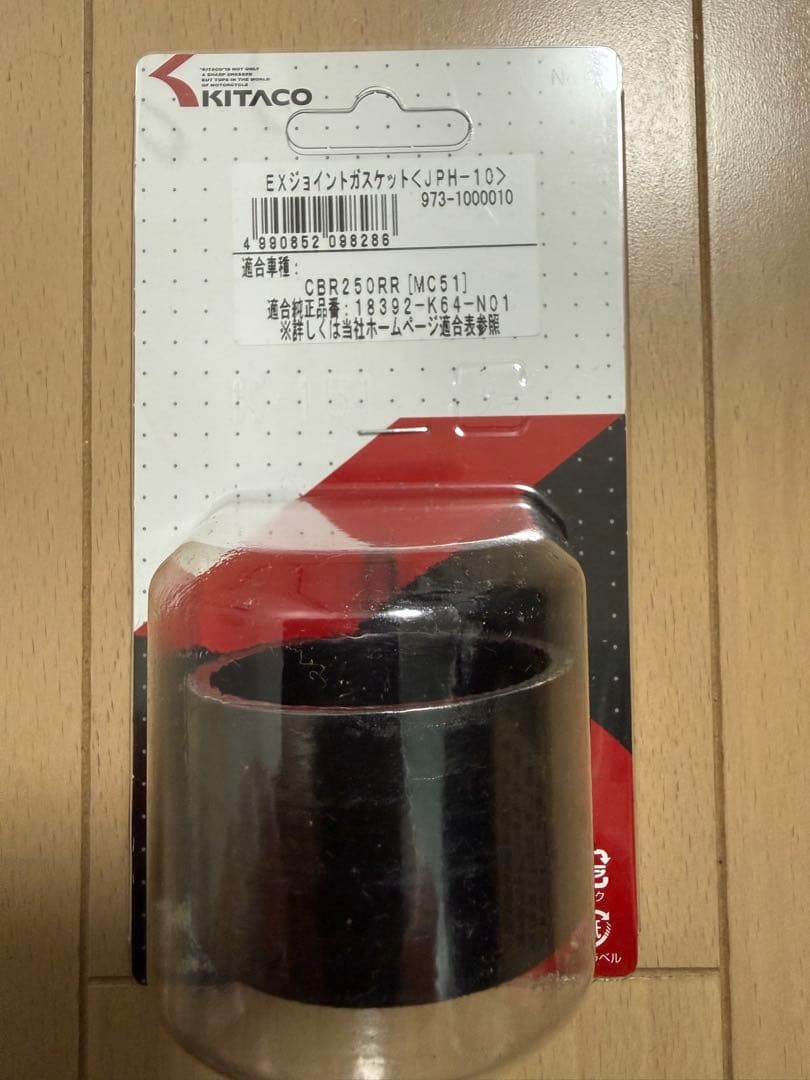 "KITACO"IS NOT ONLY
A SHARP DRESSER
BUT TOPS IN THE WORLD
OF MOTORCYCLE
KITACO
EXジョイントガスケット<JPH-10>
973-1000010
4 990852 098286
適合車種:
CBR250RR[MC51]
適合純正品番:18392-K64-N01
※詳しくは当社ホームページ適合表参照